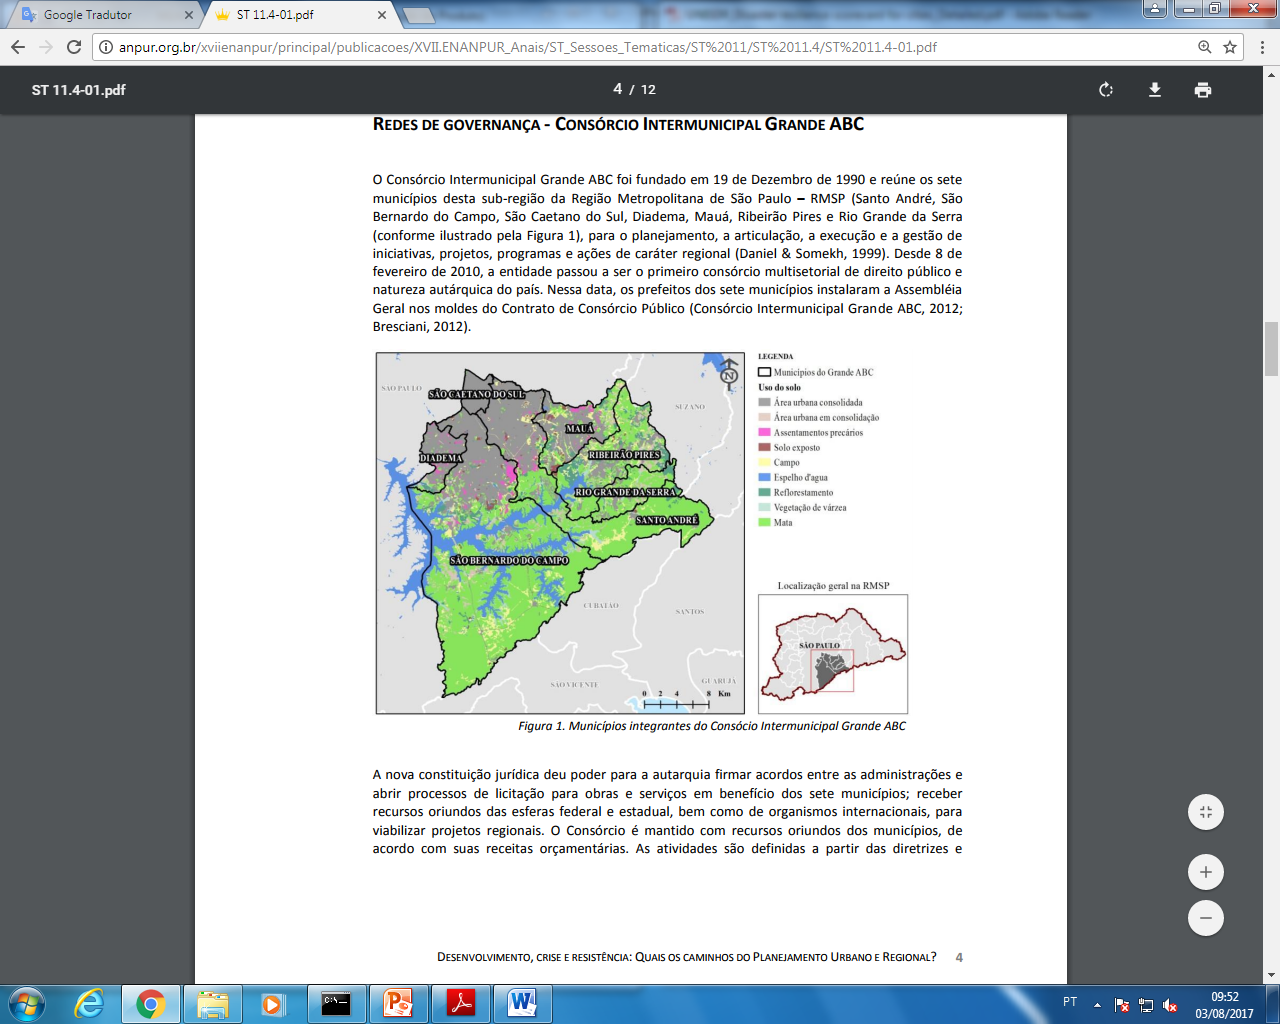 Google Tradutor
ST 11.4-01.pdf
anpur.org.br/xviienanpur/principal/publicacoes/XVII.ENANPUR_Anais/ST_Sessoes_Tematicas/ST%2011/ST%2011.4/ST%2011.4-01.pdf
ST 11.4-01.pdf
4 / 12
REDES DE GOVERNANÇA - CONSÓRCIO INTERMUNICIPAL GRANDE ABC
O Consórcio Intermunicipal Grande ABC foi fundado em 19 de Dezembro de 1990 e reúne os sete
municípios desta sub-região da Região Metropolitana de São Paulo – RMSP (Santo André, São
Bernardo do Campo, São Caetano do Sul, Diadema, Mauá, Ribeirão Pires e Rio Grande da Serra
(conforme ilustrado pela Figura 1), para o planejamento, a articulação, a execução e a gestão de
iniciativas, projetos, programas e ações de caráter regional (Daniel & Somekh, 1999). Desde 8 de
fevereiro de 2010, a entidade passou a ser o primeiro consórcio multisetorial de direito público e
natureza autárquica do país. Nessa data, os prefeitos dos sete municípios instalaram a Assembléia
Geral nos moldes do Contrato de Consórcio Público (Consórcio Intermunicipal Grande ABC, 2012;
Bresciani, 2012).
SÃO PAULO
SÃO CAETANO DO SUL
N
SUZANO
MAUÁ
DIADEMA
RIBEIRÃO PIRES
RIO GRANDE DA SERRA
SANTO ANDRÉ
SÃO BERNARDO DO CAMPO
CUBATÃO
SANTOS
SÃO VICENTE
GUARUJÁ
0 2 4 8 Km
LEGENDA
Municípios do Grande ABC
Uso do solo
Área urbana consolidada
Área urbana em consolidação
Assentamentos precários
Solo exposto
Campo
Espelho d'agua
Reflorestamento
Vegetação de várzea
Mata
Localização geral na RMSP
SÃO PAULO
Figura 1. Municípios integrantes do Consócio Intermunicipal Grande ABC
A nova constituição jurídica deu poder para a autarquia firmar acordos entre as administrações e
abrir processos de licitação para obras e serviços em benefício dos sete municípios; receber
recursos oriundos das esferas federal e estadual, bem como de organismos internacionais, para
viabilizar projetos regionais. O Consórcio é mantido com recursos oriundos dos municípios, de
acordo com suas receitas orçamentárias. As atividades são definidas a partir das diretrizes e
DESENVOLVIMENTO, CRISE E RESISTÊNCIA: QUAIS OS CAMINHOS DO PLANEJAMENTO URBANO E REGIONAL? 4
C:\_
PT
09:52
03/08/2017